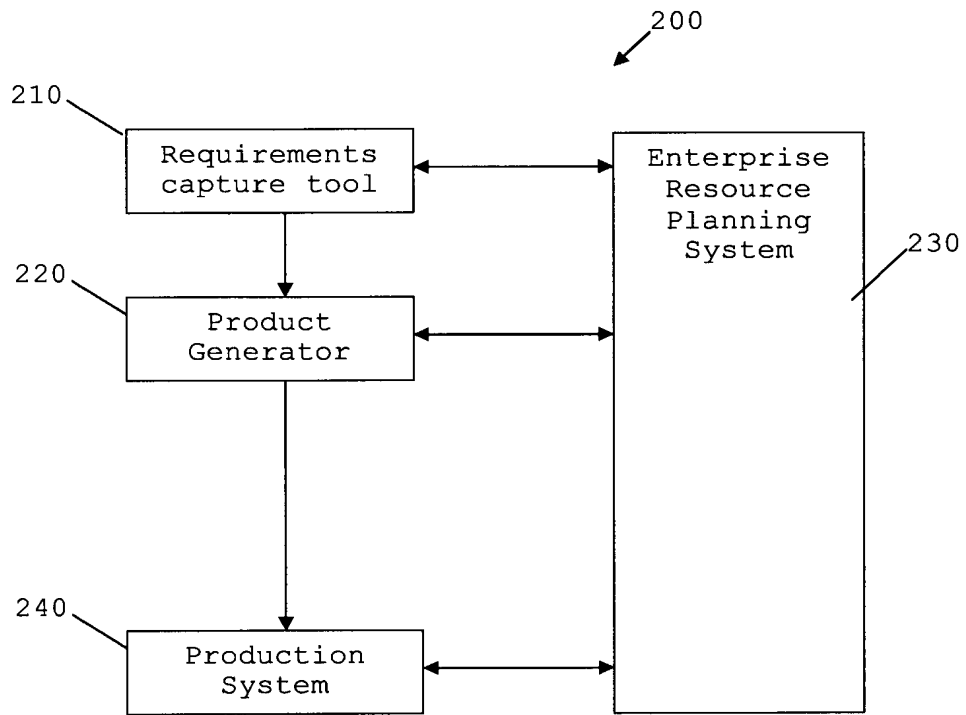 200
210
Requirements
capture tool
Enterprise
Resource
Planning
System
230
220
Product
Generator
240
Production
System